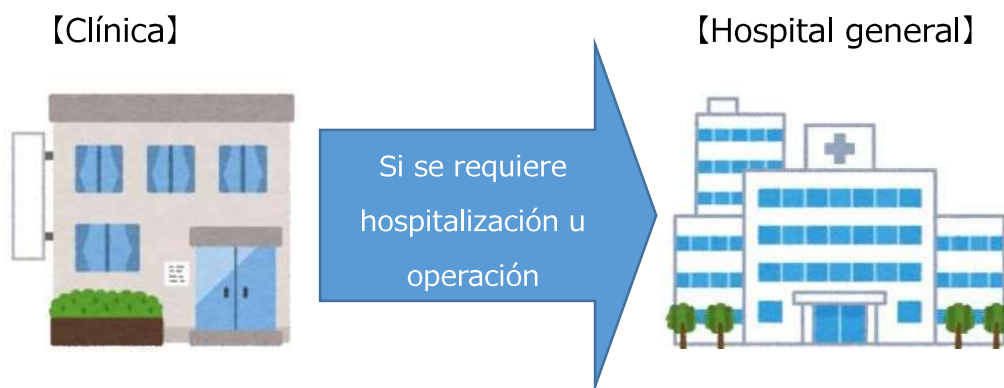 【Clínica】
【Hospital general】
Si se requiere
hospitalización u
operación